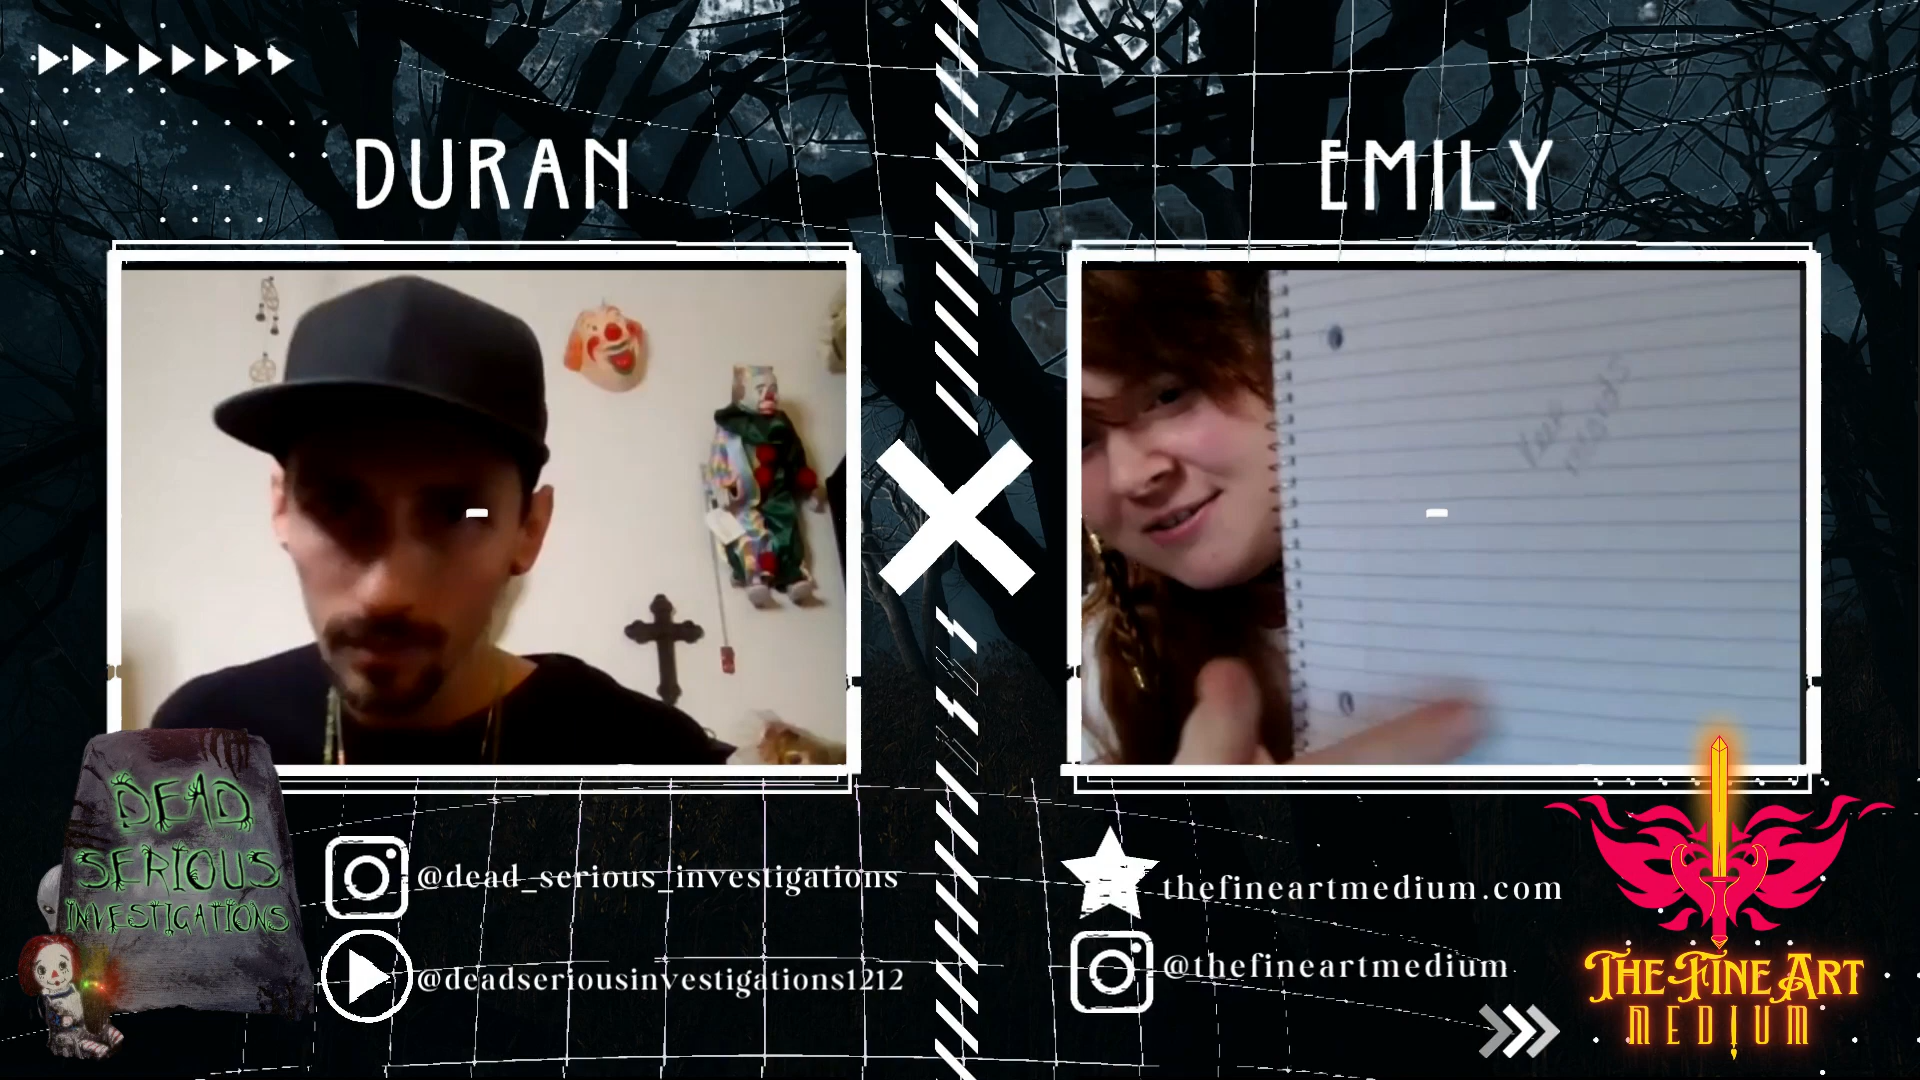 DURAN
EMILY
DEAD
SERIOUS
INVESTIGATIONS
@dead_serious_investigations
@deadseriousinvestigations1212
thefineartmedium.com
@thefineartmedium
THE FINE ART
MEDIUM